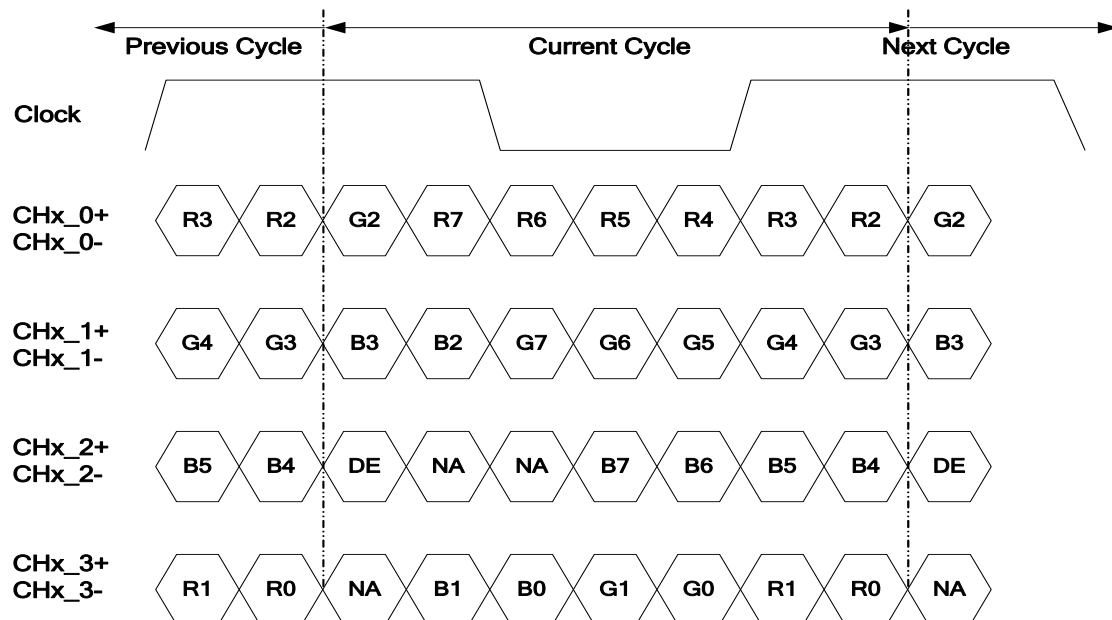 Previous Cycle Current Cycle Next Cycle
Clock
CHx_0+
CHx_0-
R3 R2 G2 R7 R6 R5 R4 R3 R2 G2
CHx_1+
CHx_1-
G4 G3 B3 B2 G7 G6 G5 G4 G3 B3
CHx_2+
CHx_2-
B5 B4 DE NA NA B7 B6 B5 B4 DE
CHx_3+
CHx_3-
R1 R0 NA B1 B0 G1 G0 R1 R0 NA